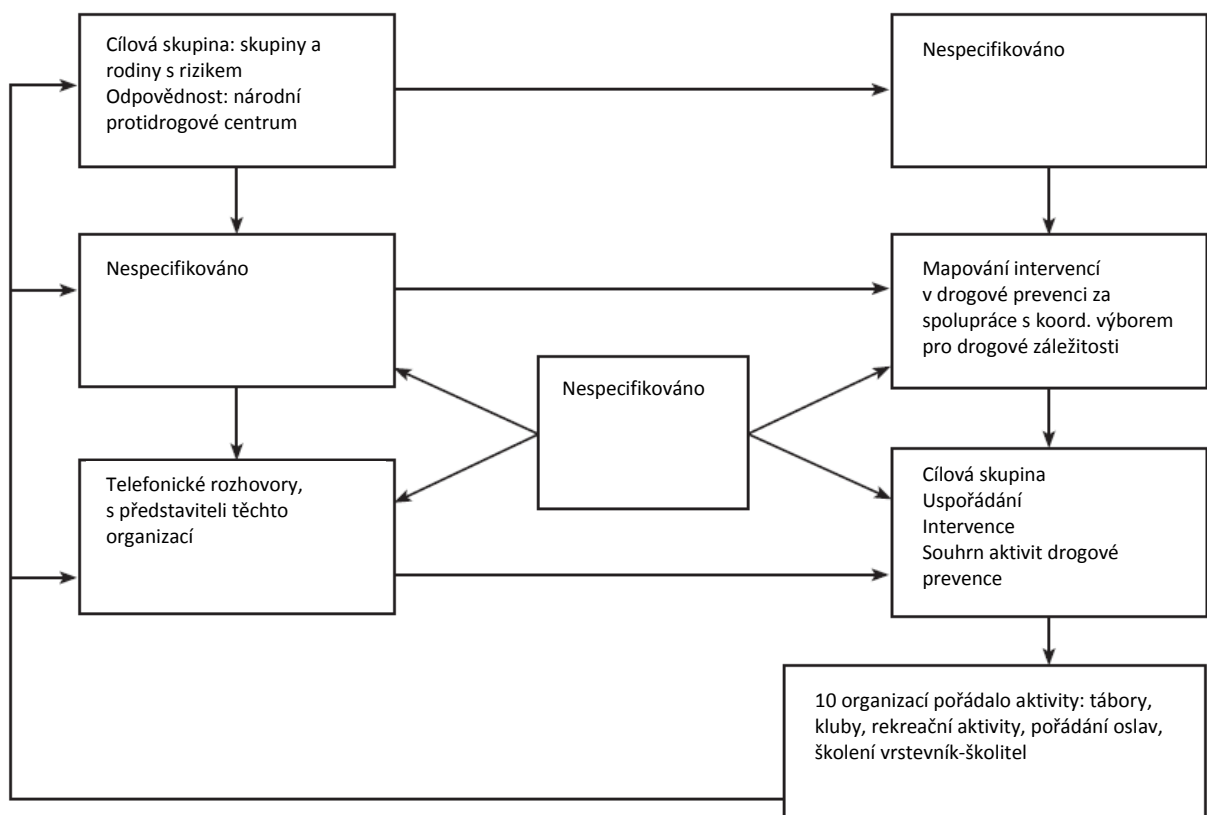 Cílová skupina: skupiny a
rodiny s rizikem
Odpovědnost: národní
protidrogové centrum
Nespecifikováno
Nespecifikováno
Mapování intervencí
v drogové prevenci za
spolupráce s koord. výborem
pro drogové záležitosti
Nespecifikováno
Telefonické rozhovory,
s představiteli těchto
organizací
Cílová skupina
Uspořádání
Intervence
Souhrn aktivit drogové
prevence
10 organizací pořádalo aktivity: tábory,
kluby, rekreační aktivity, pořádání oslav,
školení vrstevník-školitel